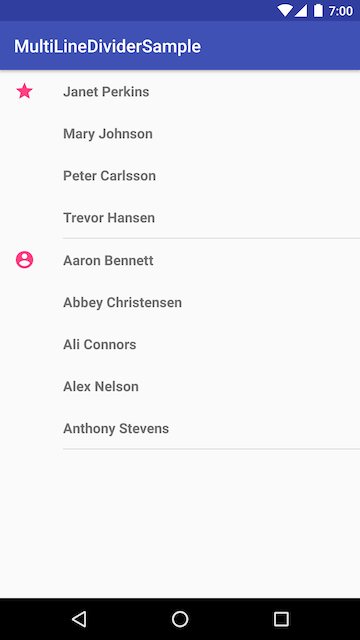 7:00
MultiLineDividerSample
Janet Perkins
Mary Johnson
Peter Carlsson
Trevor Hansen
Aaron Bennett
Abbey Christensen
Ali Connors
Alex Nelson
Anthony Stevens